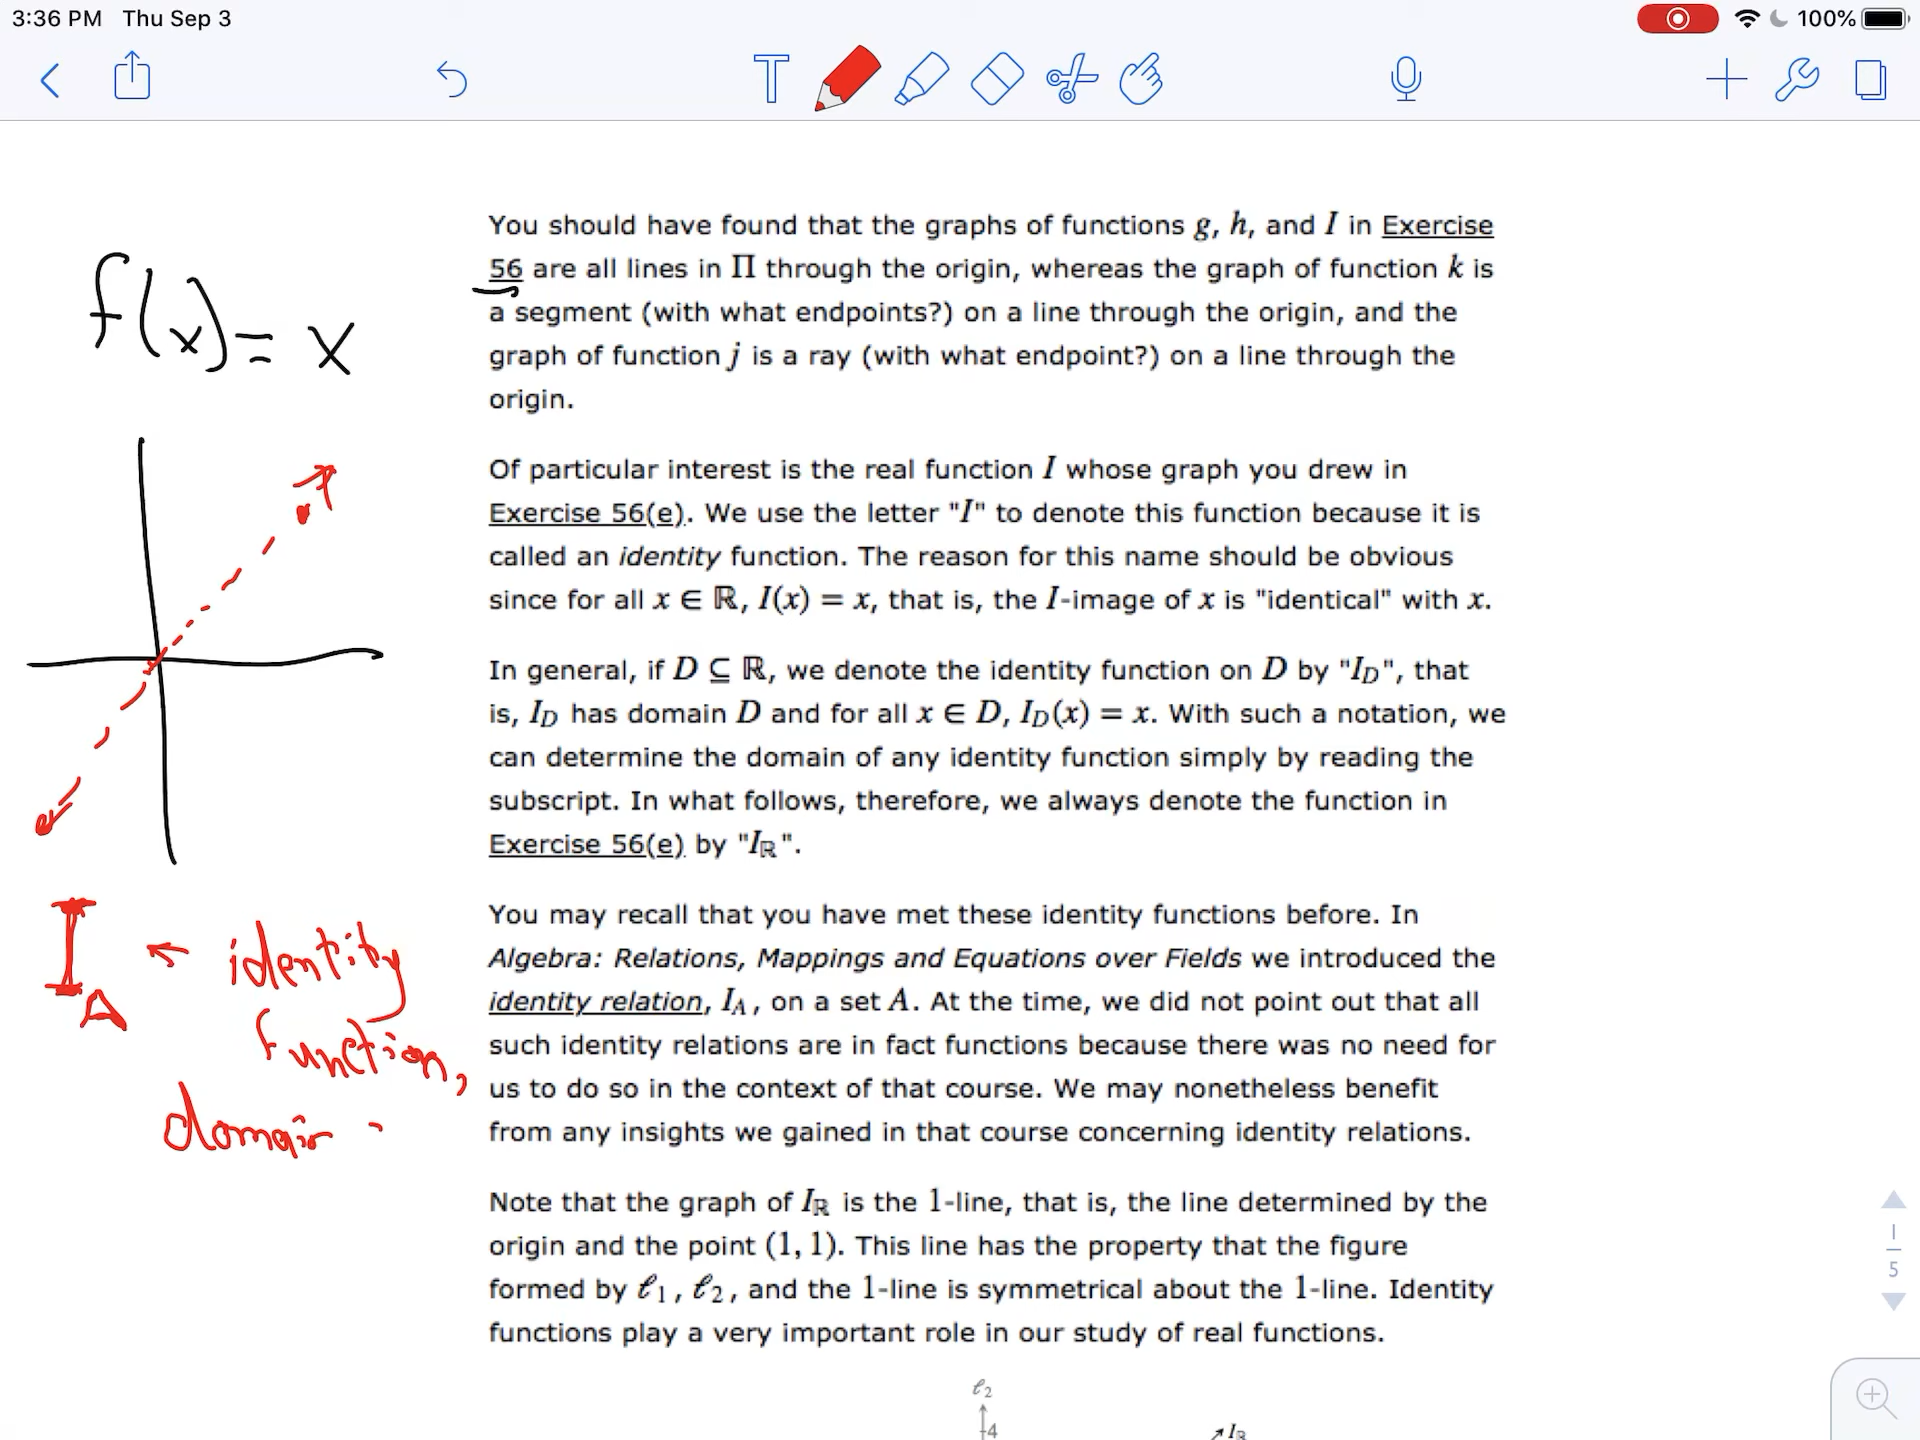 3:36 PM Thu Sep 3
100%
T
f(x) = x
You should have found that the graphs of functions g, h, and I in Exercise
56 are all lines in Π through the origin, whereas the graph of function k is
a segment (with what endpoints?) on a line through the origin, and the
graph of function j is a ray (with what endpoint?) on a line through the
origin.
Of particular interest is the real function I whose graph you drew in
Exercise 56(e). We use the letter "I" to denote this function because it is
called an identity function. The reason for this name should be obvious
since for all x ∈ ℝ, I(x) = x, that is, the I-image of x is "identical" with x.
In general, if D ⊆ ℝ, we denote the identity function on D by "I_D", that
is, I_D has domain D and for all x ∈ D, I_D(x) = x. With such a notation, we
can determine the domain of any identity function simply by reading the
subscript. In what follows, therefore, we always denote the function in
Exercise 56(e) by "I_ℝ".
I_A ← identity
function,
domain
You may recall that you have met these identity functions before. In
Algebra: Relations, Mappings and Equations over Fields we introduced the
identity relation, I_A, on a set A. At the time, we did not point out that all
such identity relations are in fact functions because there was no need for
us to do so in the context of that course. We may nonetheless benefit
from any insights we gained in that course concerning identity relations.
Note that the graph of I_ℝ is the 1-line, that is, the line determined by the
origin and the point (1, 1). This line has the property that the figure
formed by ℓ1, ℓ2, and the 1-line is symmetrical about the 1-line. Identity
functions play a very important role in our study of real functions.
1
5
ℓ2
4
I_ℝ